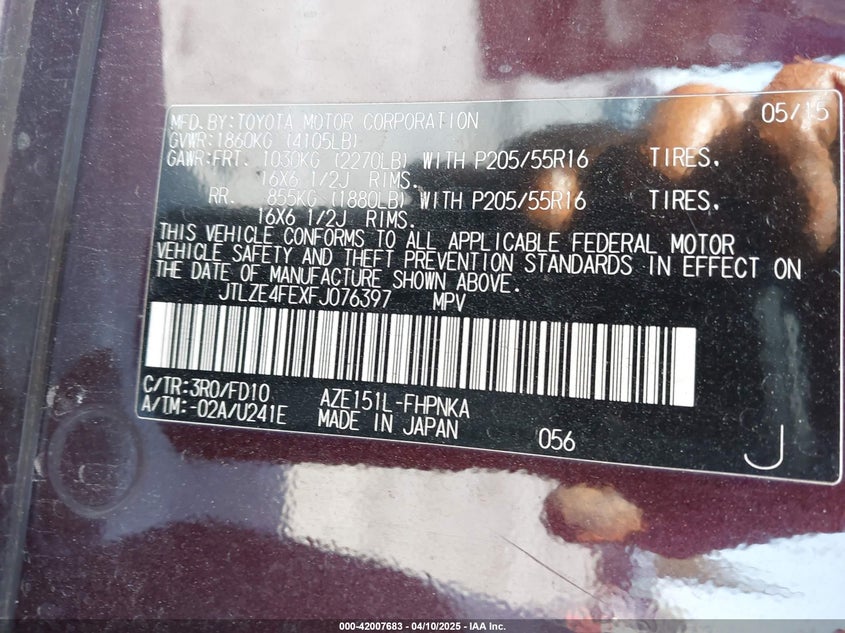 MFD.BY:TOYOTA MOTOR CORPORATION 05/15
GVWR:1860KG (4105LB)
GAWR:FRT. 1030KG (2270LB) WITH P205/55R16 TIRES,
16X6 1/2J RIMS.
RR. 855KG (1880LB) WITH P205/55R16 TIRES,
16X6 1/2J RIMS.
THIS VEHICLE CONFORMS TO ALL APPLICABLE FEDERAL MOTOR
VEHICLE SAFETY AND THEFT PREVENTION STANDARDS IN EFFECT ON
THE DATE OF MANUFACTURE SHOWN ABOVE.
JTLZE4FEXFJ076397 MPV
C/TR:3R0/FD10 AZE151L-FHPNKA
A/TM:-02A/U241E MADE IN JAPAN 056 J
000-42007683 / 04/10/2025 - IAA Inc.